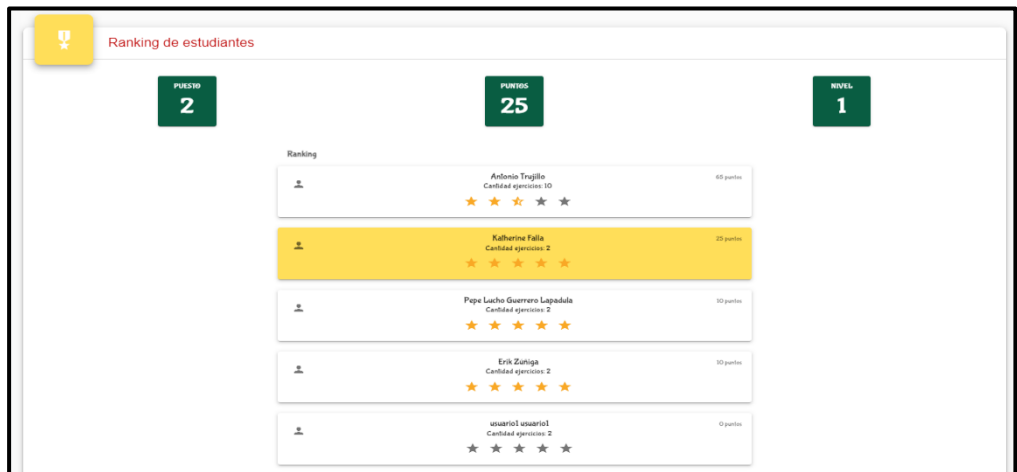 Ranking de estudiantes
PUESTO
2
PUNTOS
25
NIVEL
1
Ranking
Antonio Trujillo
Cantidad ejercicios: 10
65 puntos
Katherine Falla
Cantidad ejercicios: 2
25 puntos
Pepe Lucho Guerrero Lapadula
Cantidad ejercicios: 2
10 puntos
Erik Zuñiga
Cantidad ejercicios: 2
10 puntos
usuario1 usuario1
Cantidad ejercicios: 2
0 puntos